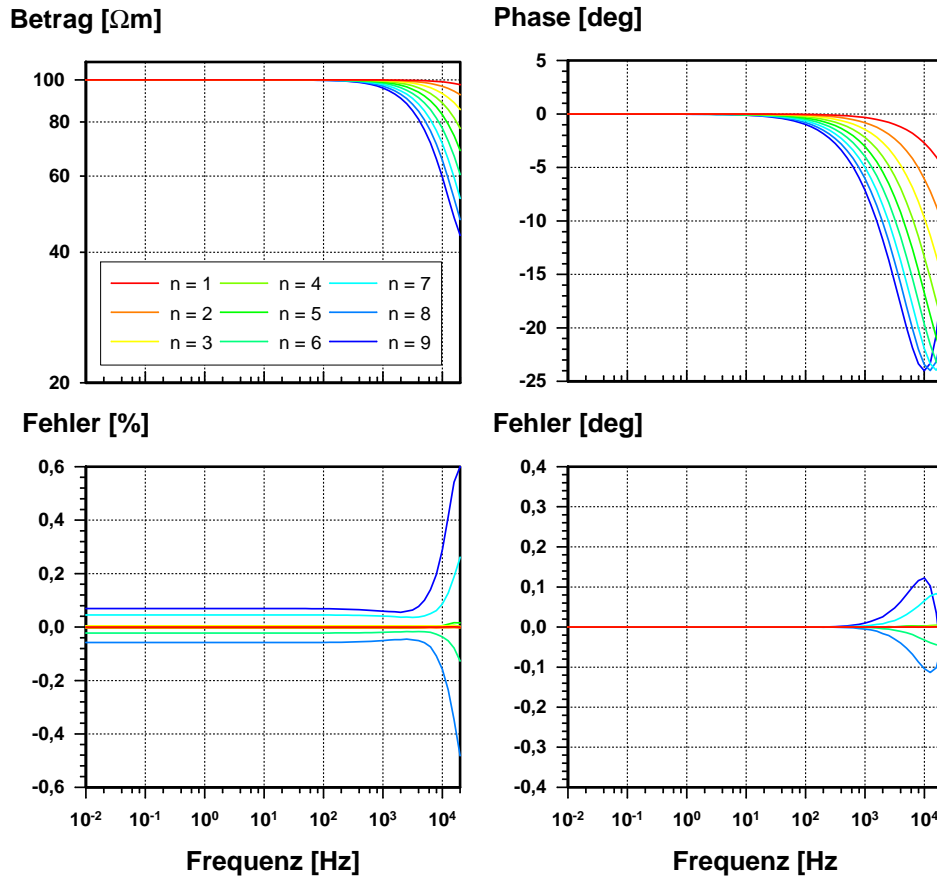 Betrag [Ωm]
100
80
60
40
20
n = 1
n = 4
n = 7
n = 2
n = 5
n = 8
n = 3
n = 6
n = 9
Phase [deg]
5
0
-5
-10
-15
-20
-25
Fehler [%]
0,6
0,4
0,2
0,0
-0,2
-0,4
-0,6
10⁻² 10⁻¹ 10⁰ 10¹ 10² 10³ 10⁴
Frequenz [Hz]
Fehler [deg]
0,4
0,3
0,2
0,1
0,0
-0,1
-0,2
-0,3
-0,4
10⁻² 10⁻¹ 10⁰ 10¹ 10² 10³ 10⁴
Frequenz [Hz